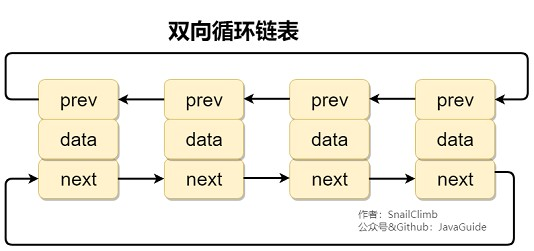 双向循环链表
prev prev prev prev
data data data data
next next next next
作者：SnailClimb
公众号&Github：JavaGuide